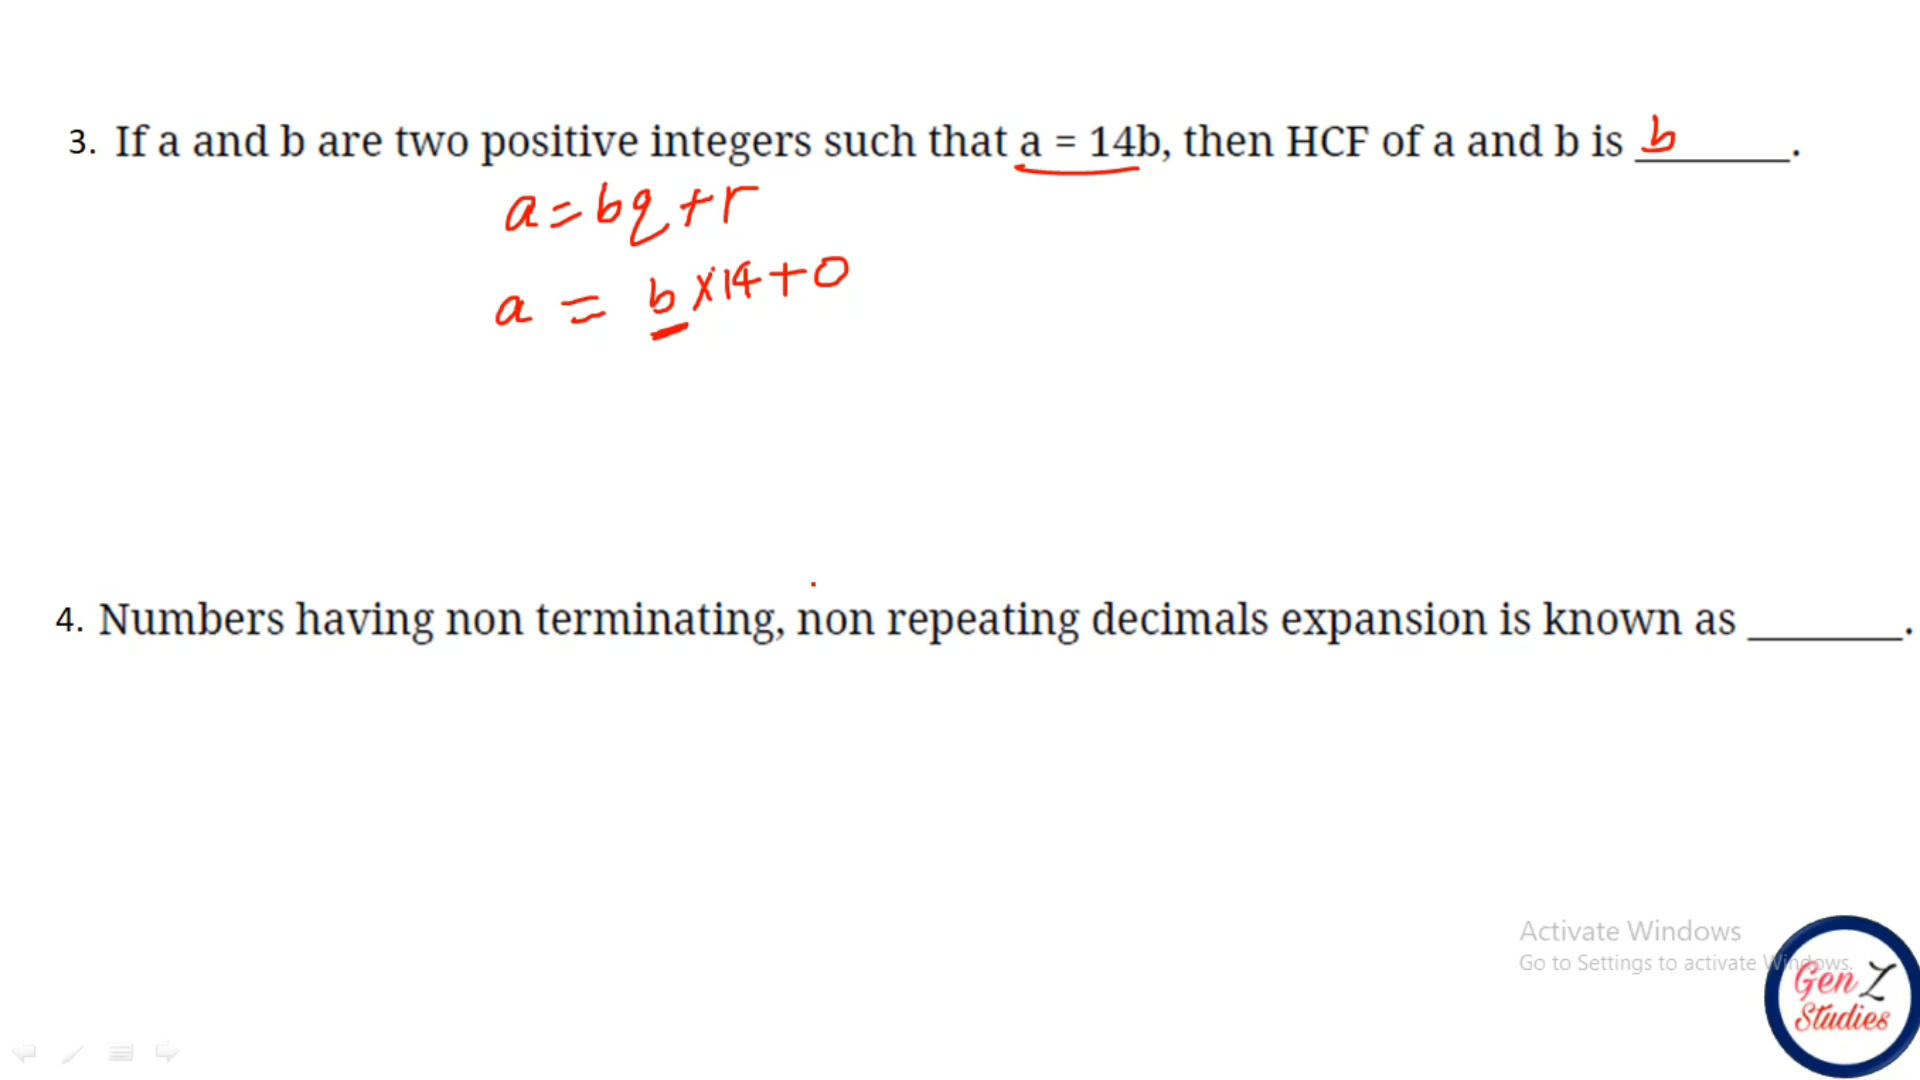 3. If a and b are two positive integers such that a = 14b, then HCF of a and b is b______.
a = bq + r
a = b × 14 + 0
4. Numbers having non terminating, non repeating decimals expansion is known as ______.
Activate Windows
Go to Settings to activate Windows.
Gen Z
Studies